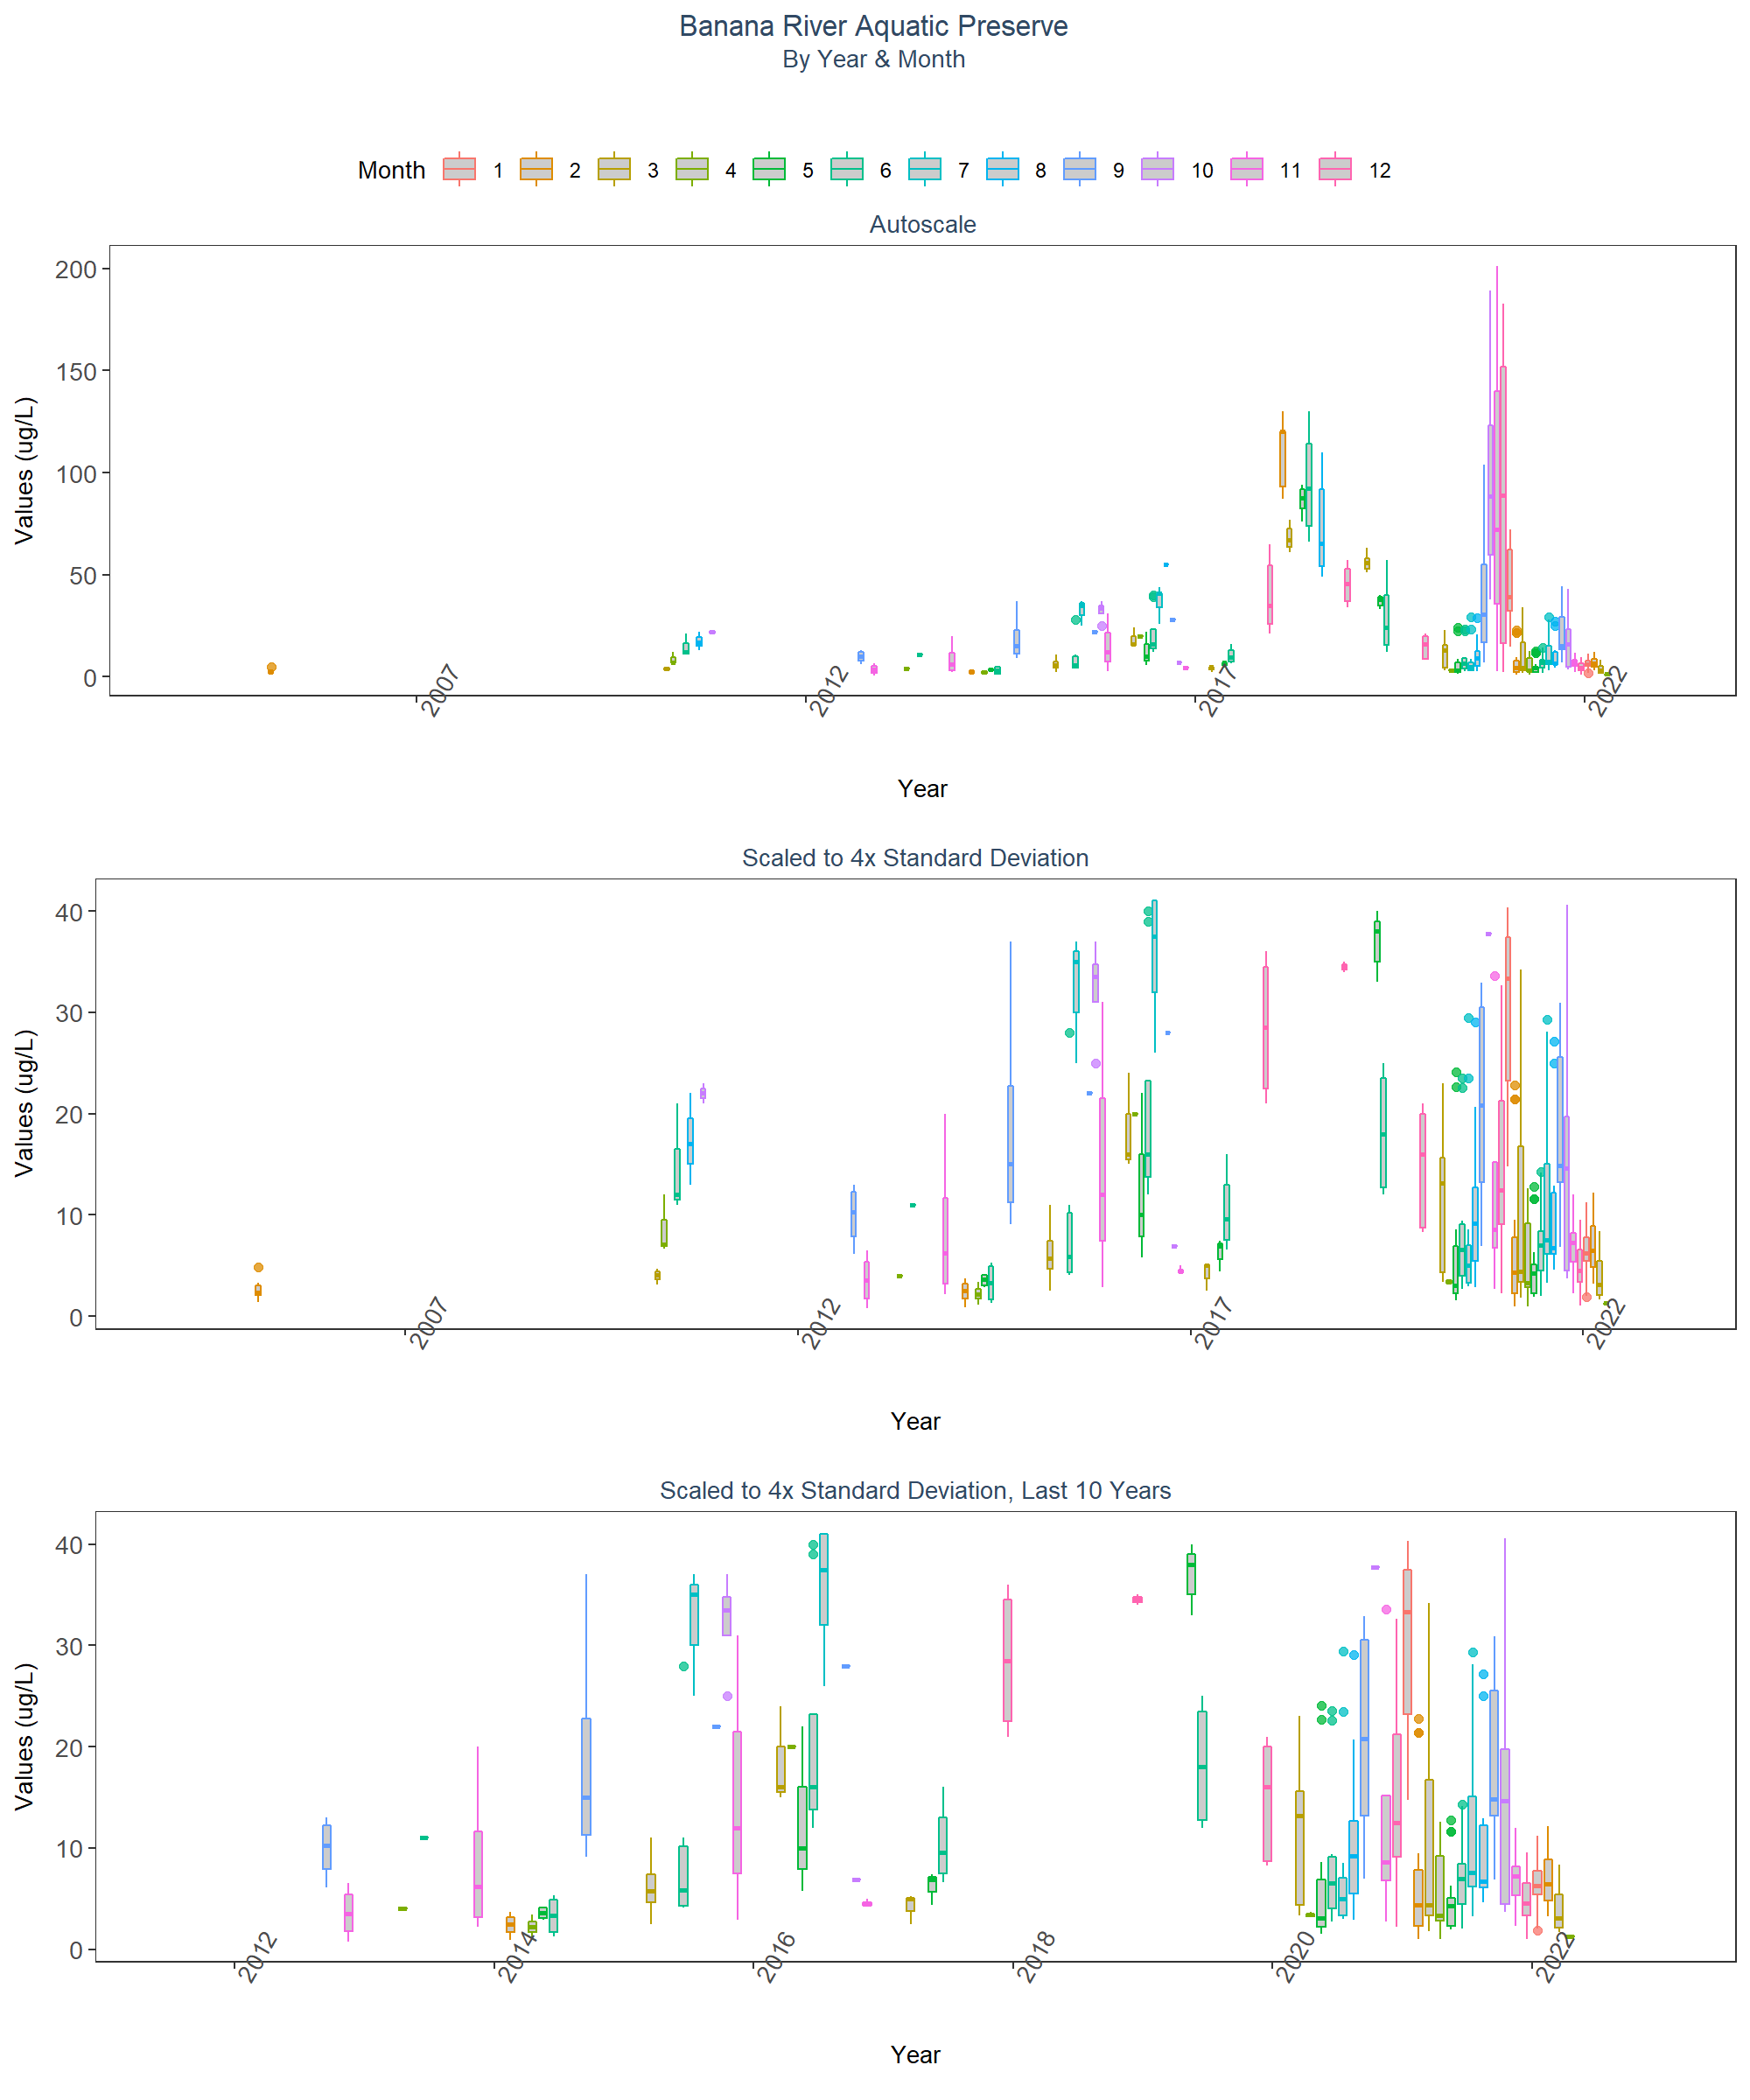 Banana River Aquatic Preserve
By Year & Month
Month 1 2 3 4 5 6 7 8 9 10 11 12
Autoscale
Values (ug/L)
200
150
100
50
0
2007 2012 2017 2022
Year
Scaled to 4x Standard Deviation
Values (ug/L)
40
30
20
10
0
2007 2012 2017 2022
Year
Scaled to 4x Standard Deviation, Last 10 Years
Values (ug/L)
40
30
20
10
0
2012 2014 2016 2018 2020 2022
Year